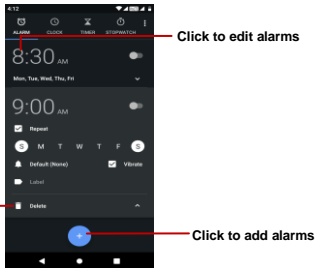 4:12
ALARM CLOCK TIMER STOPWATCH
Click to edit alarms
8:30 AM
Mon, Tue, Wed, Thu, Fri
9:00 AM
Repeat
S M T W T F S
Default (None) Vibrate
Label
Delete
Click to add alarms